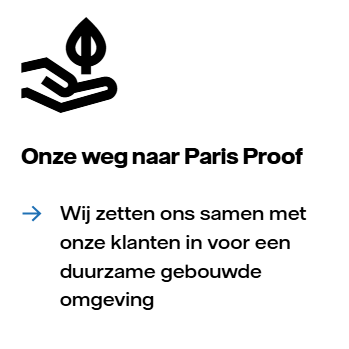 Onze weg naar Paris Proof
Wij zetten ons samen met
onze klanten in voor een
duurzame gebouwde
omgeving